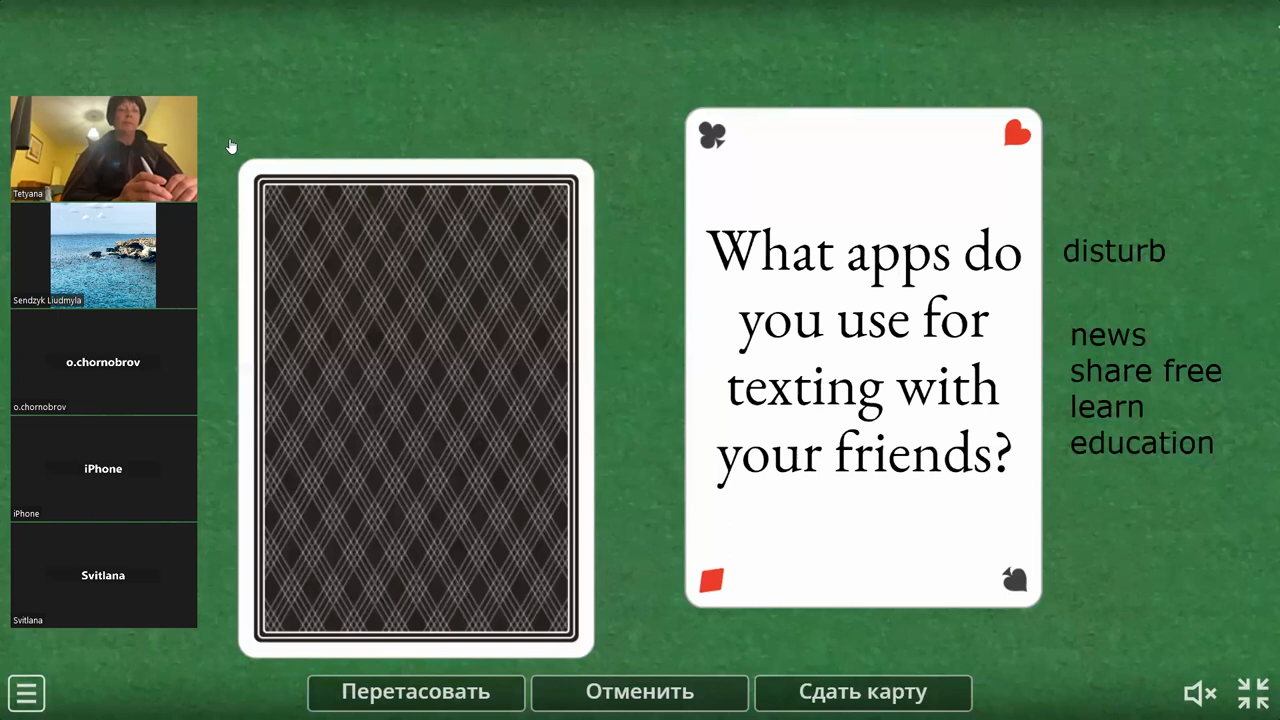 Tetyana
Sendzyk Liudmyla
o.chornobrov
o.chornobrov
iPhone
iPhone
Svitlana
Svitlana
What apps do
you use for
texting with
your friends?
disturb
news
share free
learn
education
Перетасовать
Отменить
Сдать карту